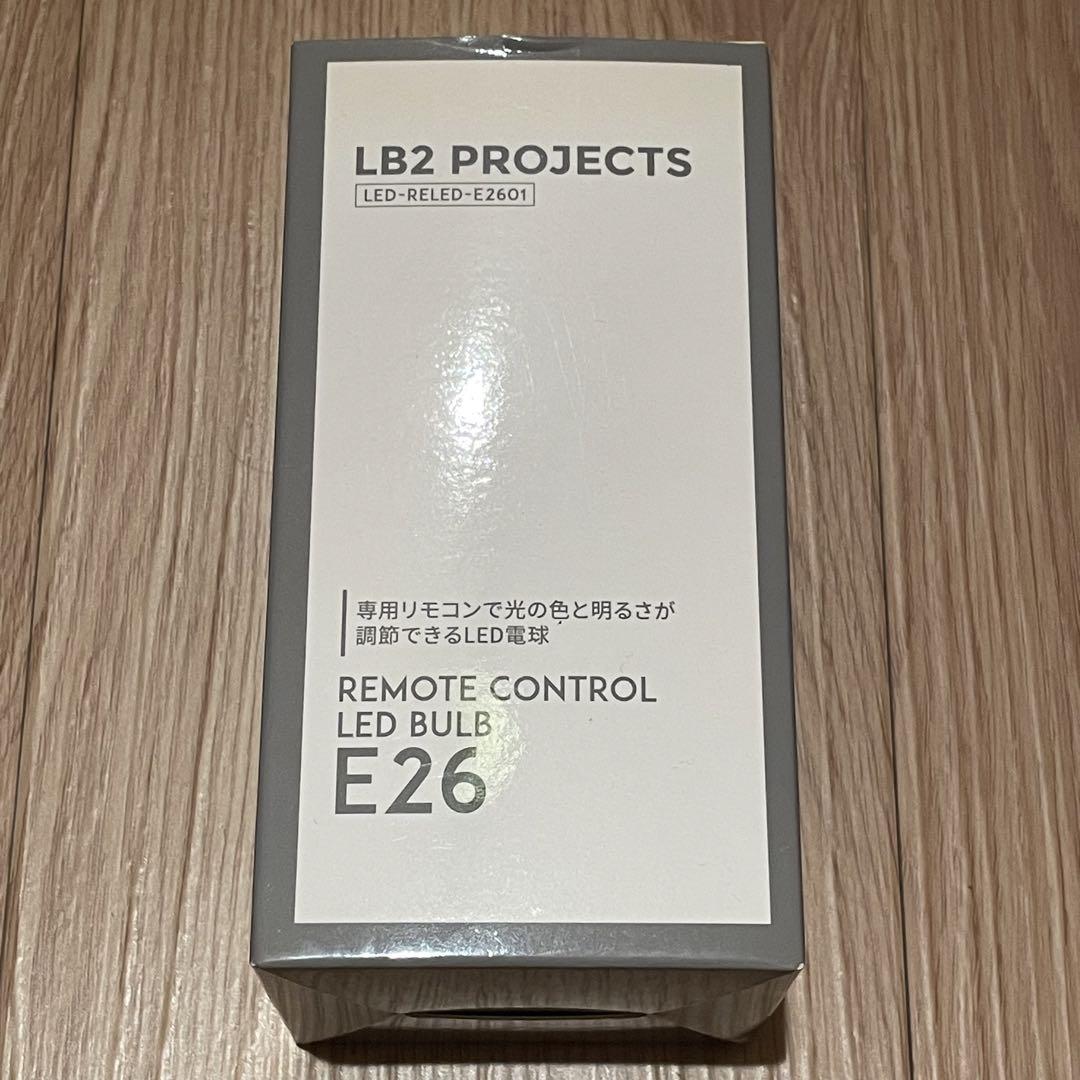 LB2 PROJECTS
LED-RELED-E2601
専用リモコンで光の色と明るさが
調節できるLED電球
REMOTE CONTROL
LED BULB
E26